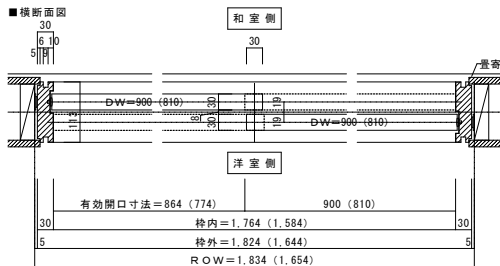 ■横断面図
和室側
30
6 10
5 9
30
畳寄
DW=900 (810)
30
19
113
8
30
19
DW=900 (810)
洋室側
有効開口寸法=864 (774)
900 (810)
30
枠内=1,764 (1,584)
30
5
枠外=1,824 (1,644)
5
ROW=1,834 (1,654)